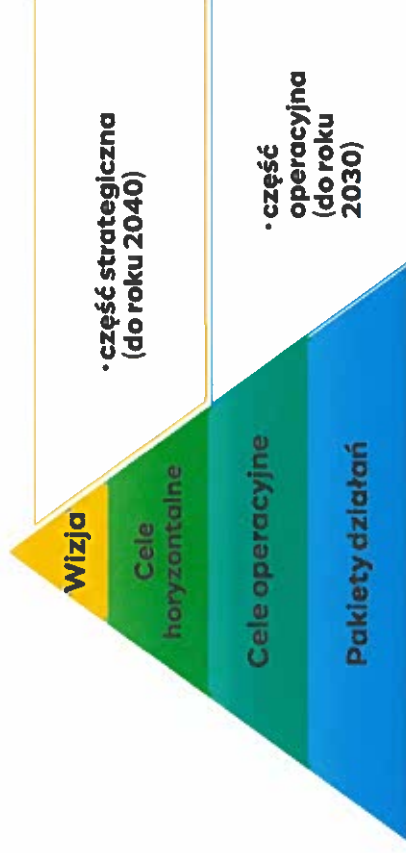 Wizja
Cele
horyzontalne
Cele operacyjne
Pakiety działań
•część strategiczna
(do roku 2040)
•część
operacyjna
(do roku
2030)